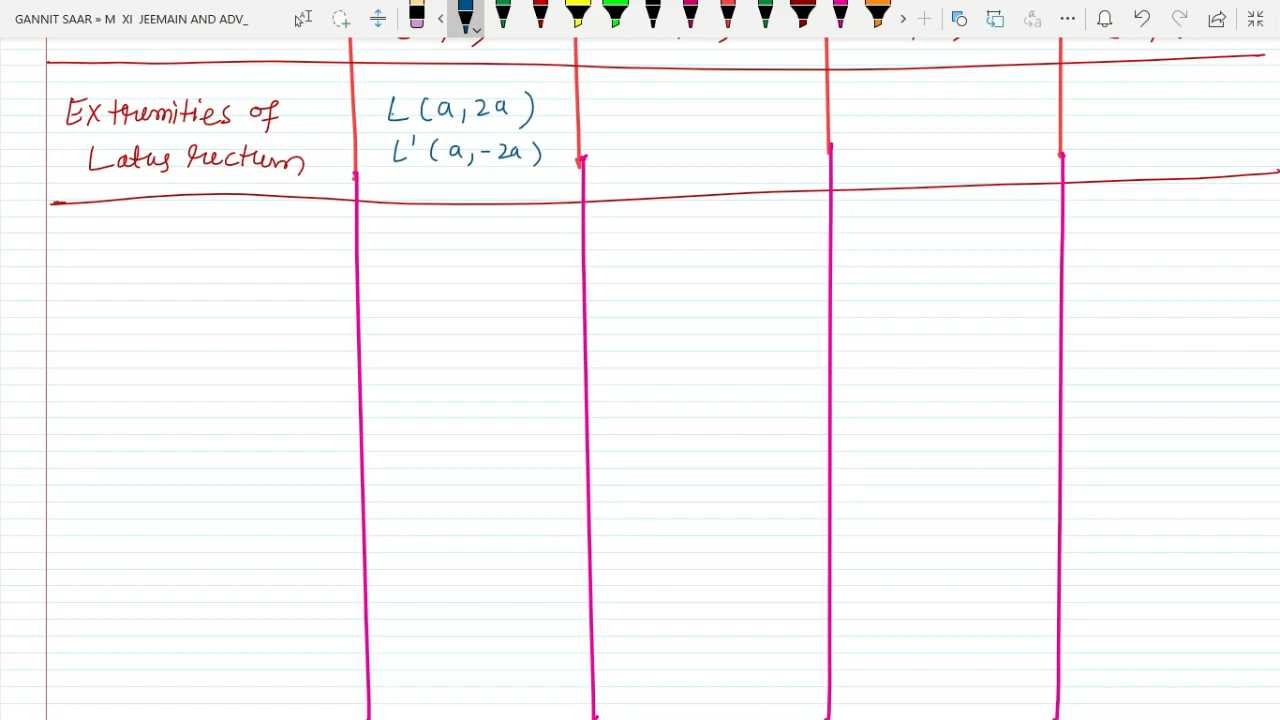 GANNIT SAAR » M XI JEEMAIN AND ADV_
Extremities of
Latus rectum
L (a, 2a)
L' (a, -2a)